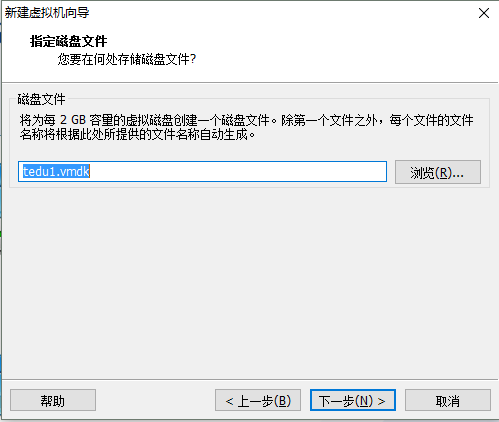 新建虚拟机向导
指定磁盘文件
您要在何处存储磁盘文件?
磁盘文件
将为每 2 GB 容量的虚拟磁盘创建一个磁盘文件。除第一个文件之外，每个文件的文件
名称将根据此处所提供的文件名称自动生成。
tedu1.vmdk
浏览(R)...
帮助
< 上一步(B)
下一步(N) >
取消